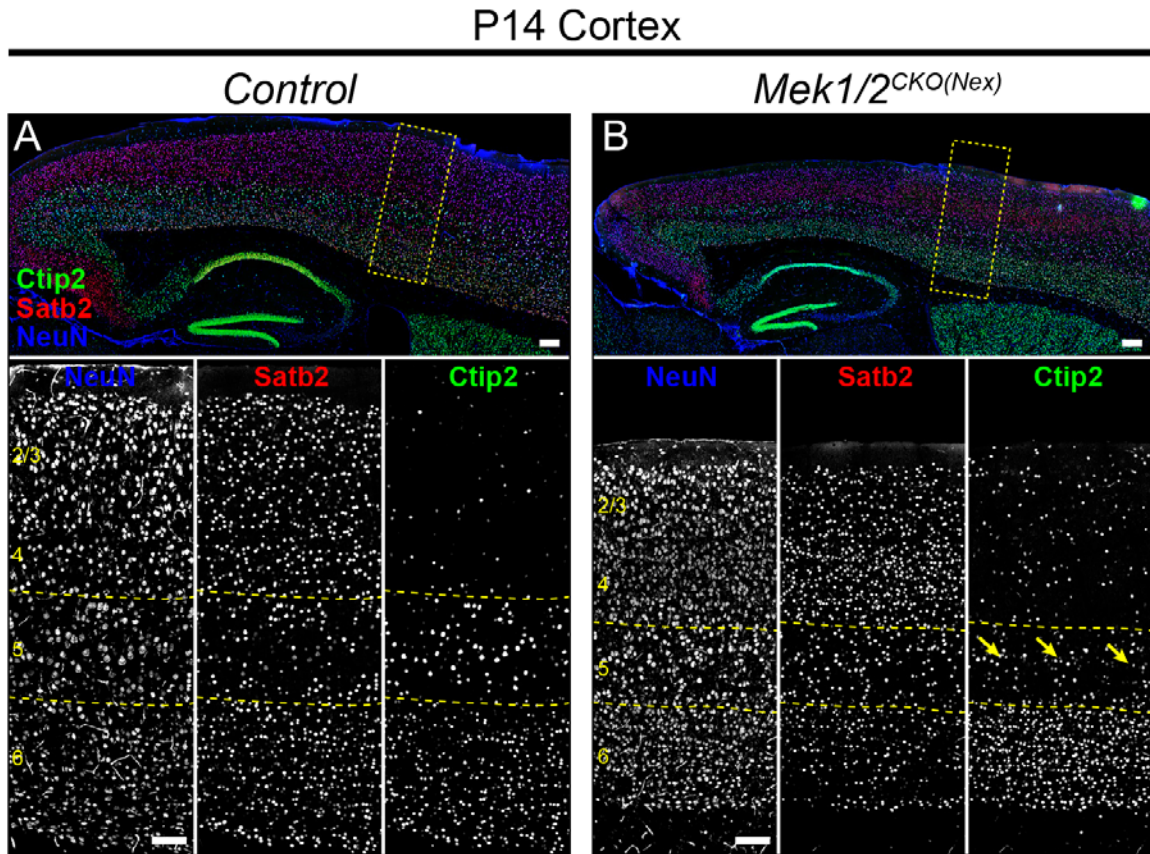 P14 Cortex
Control
Mek1/2CKO(Nex)
A
Ctip2
Satb2
NeuN
B
NeuN
Satb2
Ctip2
2/3
4
5
6
NeuN
Satb2
Ctip2
2/3
4
5
6